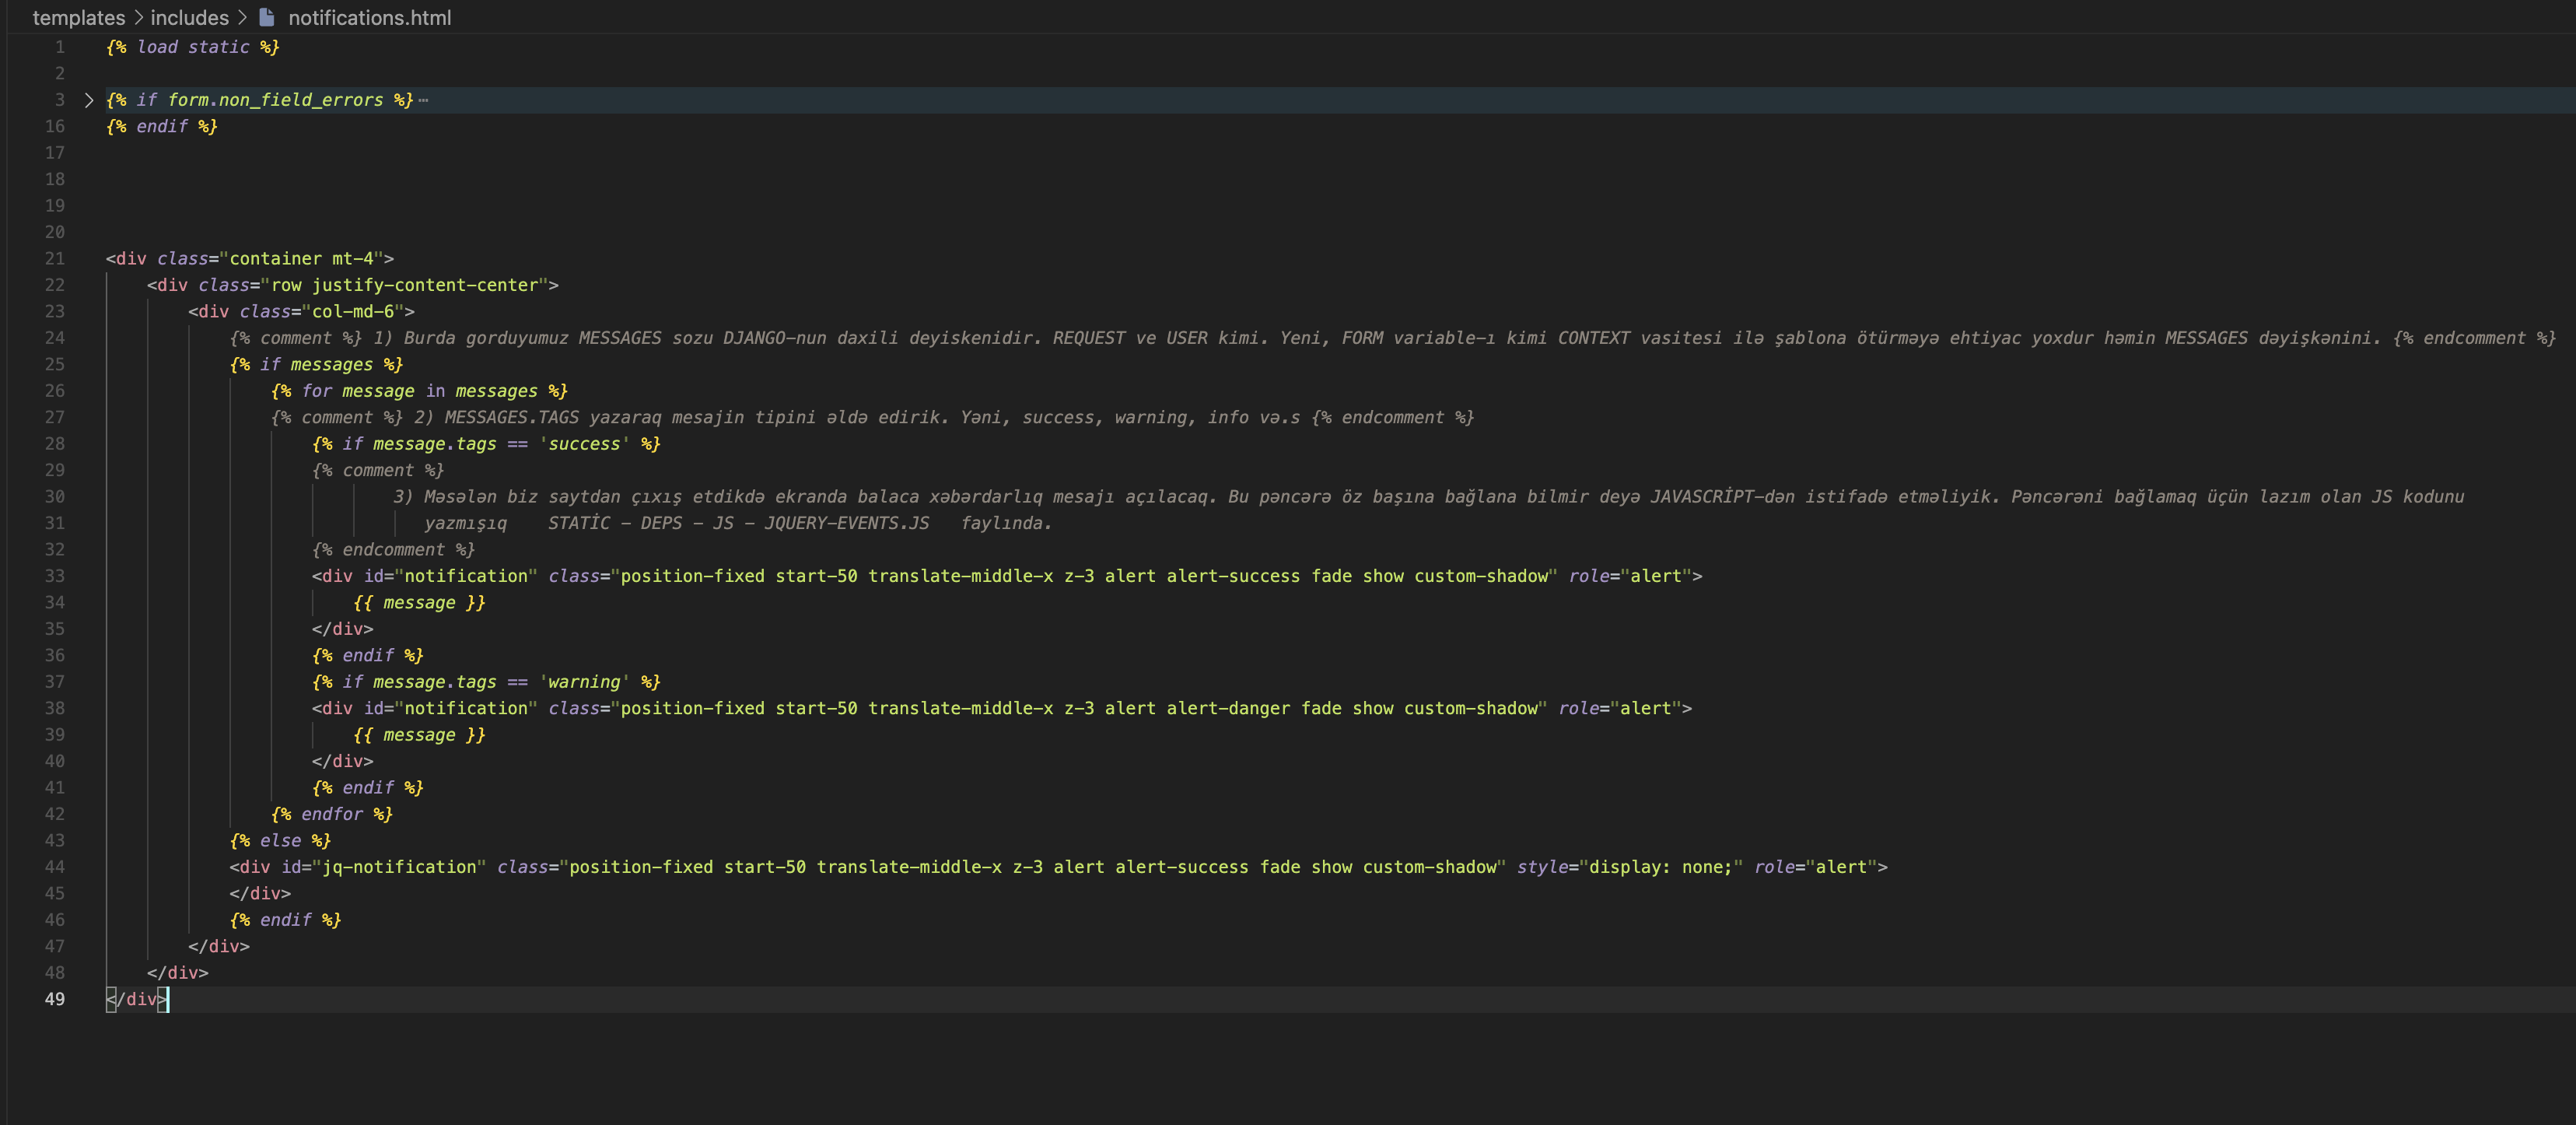 templates > includes > notifications.html
1 {% load static %}
2
3 {% if form.non_field_errors %}⋯
16 {% endif %}
17
18
19
20
21 <div class="container mt-4">
22 <div class="row justify-content-center">
23 <div class="col-md-6">
24 {% comment %} 1) Burda gorduyumuz MESSAGES sozu DJANGO-nun daxili deyiskenidir. REQUEST ve USER kimi. Yeni, FORM variable-ı kimi CONTEXT vasitesi ilə şablona ötürməyə ehtiyac yoxdur həmin MESSAGES dəyişkənini. {% endcomment %}
25 {% if messages %}
26 {% for message in messages %}
27 {% comment %} 2) MESSAGES.TAGS yazaraq mesajin tipini əldə edirik. Yəni, success, warning, info və.s {% endcomment %}
28 {% if message.tags == 'success' %}
29 {% comment %}
30 3) Məsələn biz saytdan çıxış etdikdə ekranda balaca xəbərdarlıq mesajı açılacaq. Bu pəncərə öz başına bağlana bilmir deyə JAVASCRİPT-dən istifadə etməliyik. Pəncərəni bağlamaq üçün lazım olan JS kodunu
31 yazmışıq STATİC - DEPS - JS - JQUERY-EVENTS.JS faylında.
32 {% endcomment %}
33 <div id="notification" class="position-fixed start-50 translate-middle-x z-3 alert alert-success fade show custom-shadow" role="alert">
34 {{ message }}
35 </div>
36 {% endif %}
37 {% if message.tags == 'warning' %}
38 <div id="notification" class="position-fixed start-50 translate-middle-x z-3 alert alert-danger fade show custom-shadow" role="alert">
39 {{ message }}
40 </div>
41 {% endif %}
42 {% endfor %}
43 {% else %}
44 <div id="jq-notification" class="position-fixed start-50 translate-middle-x z-3 alert alert-success fade show custom-shadow" style="display: none;" role="alert">
45 </div>
46 {% endif %}
47 </div>
48 </div>
49 </div>